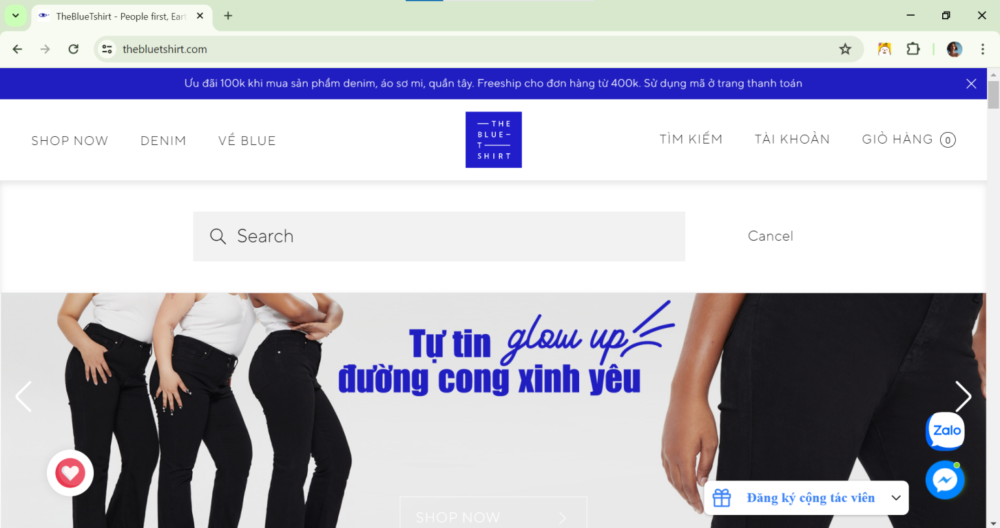 TheBlueTshirt - People first, Eart
thebluetshirt.com
Ưu đãi 100k khi mua sản phẩm denim, áo sơ mi, quần tây. Freeship cho đơn hàng từ 400k. Sử dụng mã ở trang thanh toán
SHOP NOW DENIM VỀ BLUE
THE
BLUE
T
SHIRT
TÌM KIẾM TÀI KHOẢN GIỎ HÀNG 0
Search Cancel
Tự tin glow up
đường cong xinh yêu
Zalo
Đăng ký cộng tác viên
SHOP NOW